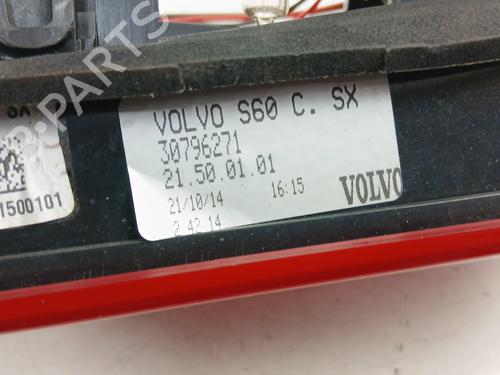 VOLVO S60 C. SX
30796271
21.50.01.01
21/10/14 16:15 VOLVO
2.42.14
SX
1500101
B-PARTS